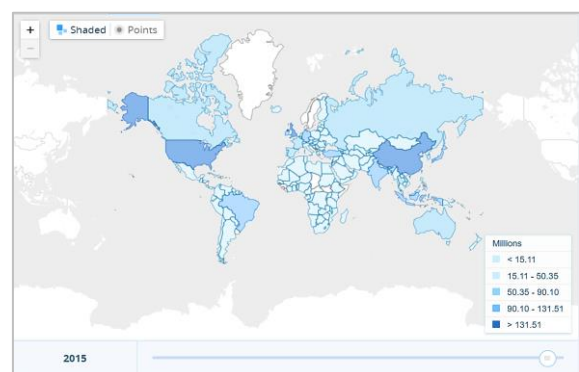 +
Shaded Points
−
Millions
< 15.11
15.11 - 50.35
50.35 - 90.10
90.10 - 131.51
> 131.51
2015